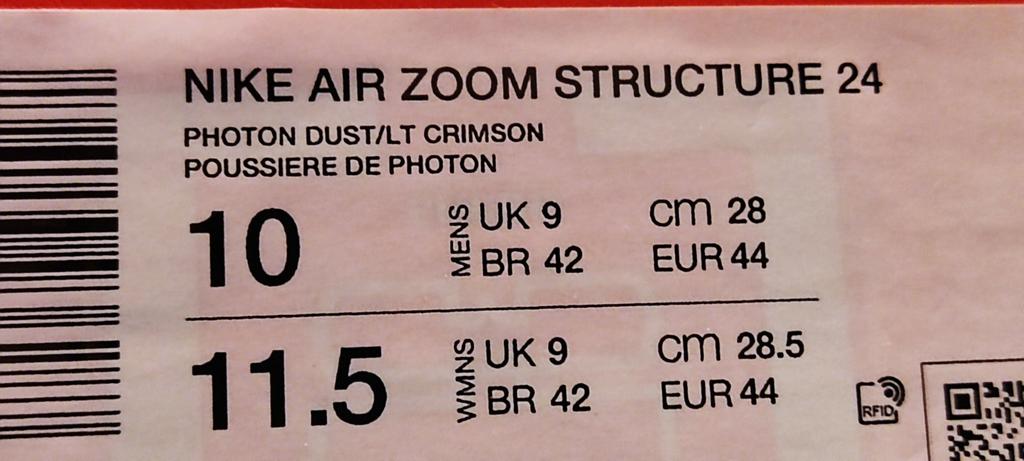 NIKE AIR ZOOM STRUCTURE 24
PHOTON DUST/LT CRIMSON
POUSSIERE DE PHOTON
10 MENS UK 9 cm 28
BR 42 EUR 44
11.5 WMNS UK 9 cm 28.5
BR 42 EUR 44
RFID